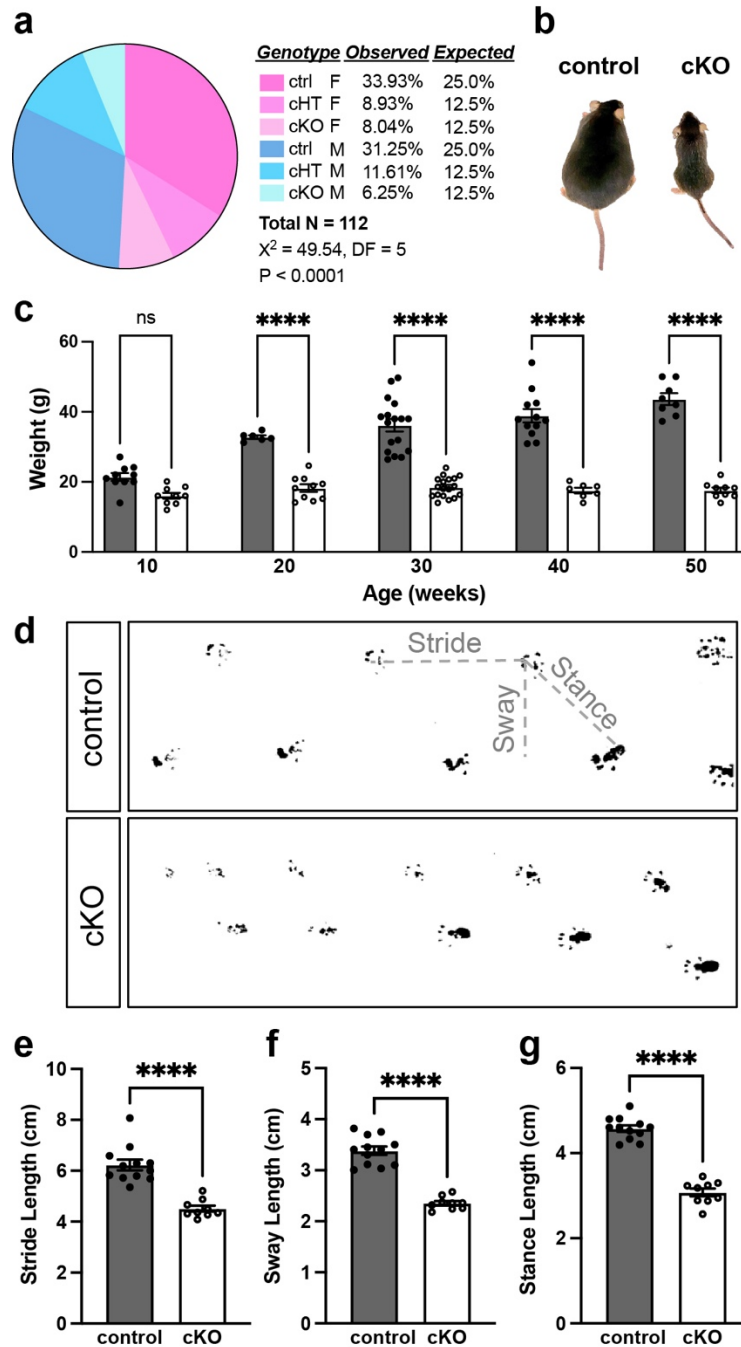 a
Genotype Observed Expected
ctrl F 33.93% 25.0%
cHT F 8.93% 12.5%
cKO F 8.04% 12.5%
ctrl M 31.25% 25.0%
cHT M 11.61% 12.5%
cKO M 6.25% 12.5%
Total N = 112
X² = 49.54, DF = 5
P < 0.0001
b
control cKO
c
ns **** **** **** ****
Weight (g)
60
40
20
0
10 20 30 40 50
Age (weeks)
d
control
Stride
Sway
Stance
cKO
e
****
Stride Length (cm)
10
8
6
4
2
0
control cKO
f
****
Sway Length (cm)
5
4
3
2
1
0
control cKO
g
****
Stance Length (cm)
6
4
2
0
control cKO